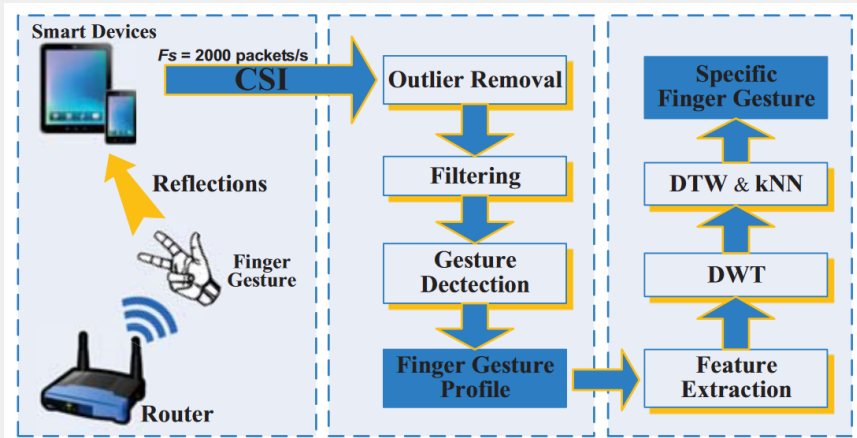 Smart Devices
Fs = 2000 packets/s
CSI
Reflections
Finger
Gesture
Router
Outlier Removal
Filtering
Gesture
Dectection
Finger Gesture
Profile
Specific
Finger Gesture
DTW & kNN
DWT
Feature
Extraction